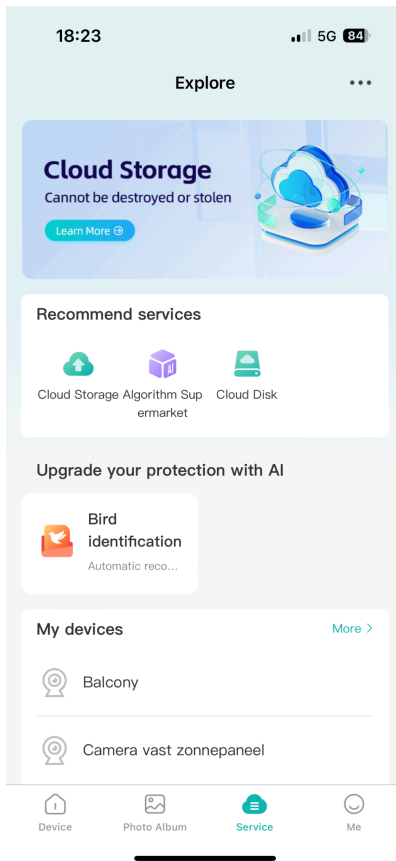 18:23
5G 84
Explore
Cloud Storage
Cannot be destroyed or stolen
Learn More
Recommend services
AI
Cloud Storage Algorithm Sup Cloud Disk
ermarket
Upgrade your protection with AI
Bird
identification
Automatic reco...
My devices
More
Balcony
Camera vast zonnepaneel
Device Photo Album Service Me